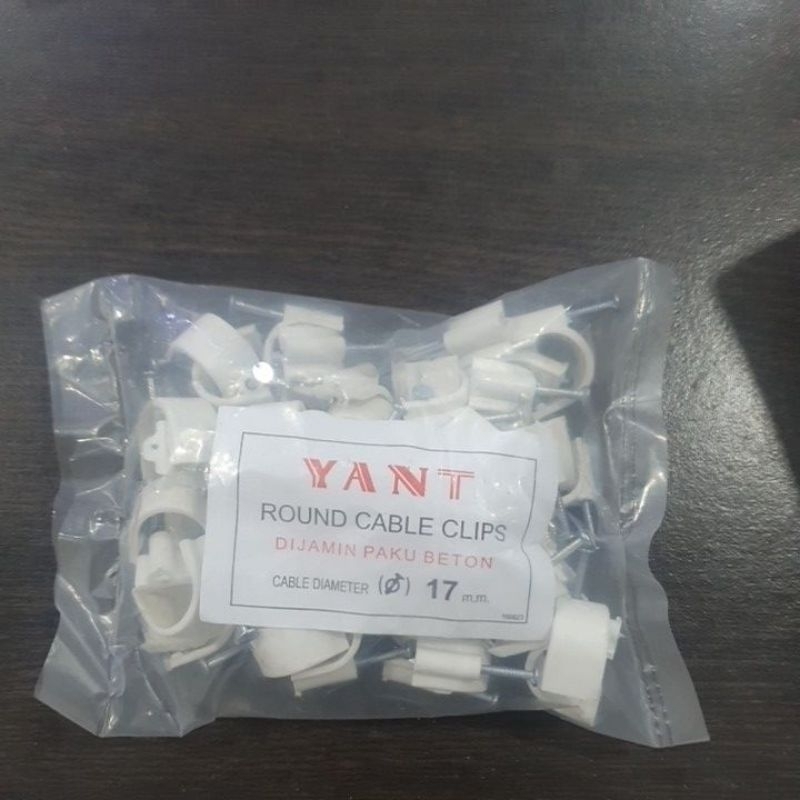 YANT
ROUND CABLE CLIPS
DIJAMIN PAKU BETON
CABLE DIAMETER (Ø) 17 m.m.